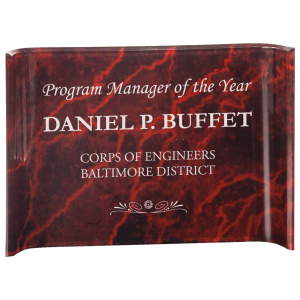 Program Manager of the Year
DANIEL P. BUFFET
CORPS OF ENGINEERS
BALTIMORE DISTRICT